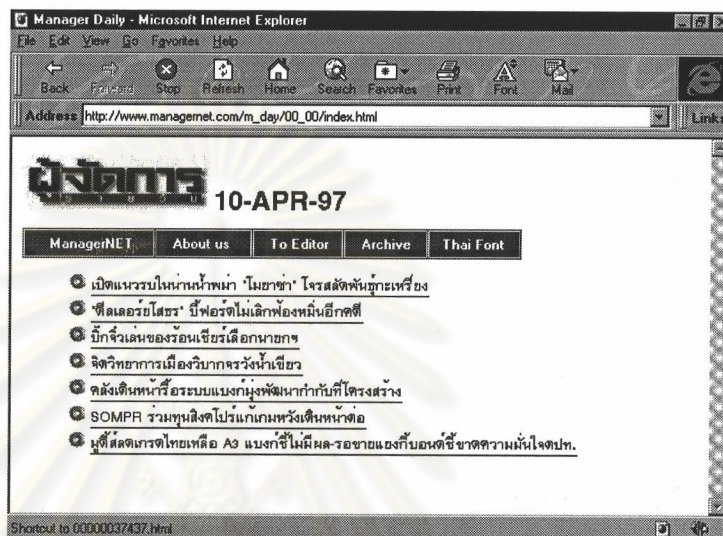 Manager Daily - Microsoft Internet Explorer
File Edit View Go Favorites Help
Back Forward Stop Refresh Home Search Favorites Print Font Mail
Address http://www.managernet.com/m_day/00_00/index.html Links
ผู้จัดการ
รายวัน
10-APR-97
ManagerNET About us To Editor Archive Thai Font
เปิดแนวรบในน่านน้ำพม่า "โมยาซ่า" โจรสลัดพันธุ์กะเหรี่ยง
"ดีลเลอร์ยโสธร" บี้ฟอร์ดไม่เลิกฟ้องหมิ่นอีกคดี
บิ๊กจิ๋วเล่นของร้อนเชียร์เลือกนายกฯ
จิตวิทยาการเมืองวิบากจรวังน้ำเขียว
คลังเดินหน้ารื้อระบบแบงก์มุ่งพัฒนากำกับที่โครงสร้าง
SOMPR ร่วมทุนสิงคโปร์แก้เกมหวังเดินหน้าต่อ
มูดี้ส์ลดเกรดไทยเหลือ A3 แบงก์ชี้ไม่มีผล-รอขายแยงกี้บอนด์ชี้ขาดความมั่นใจตปท.
Shortcut to 00000037437.html